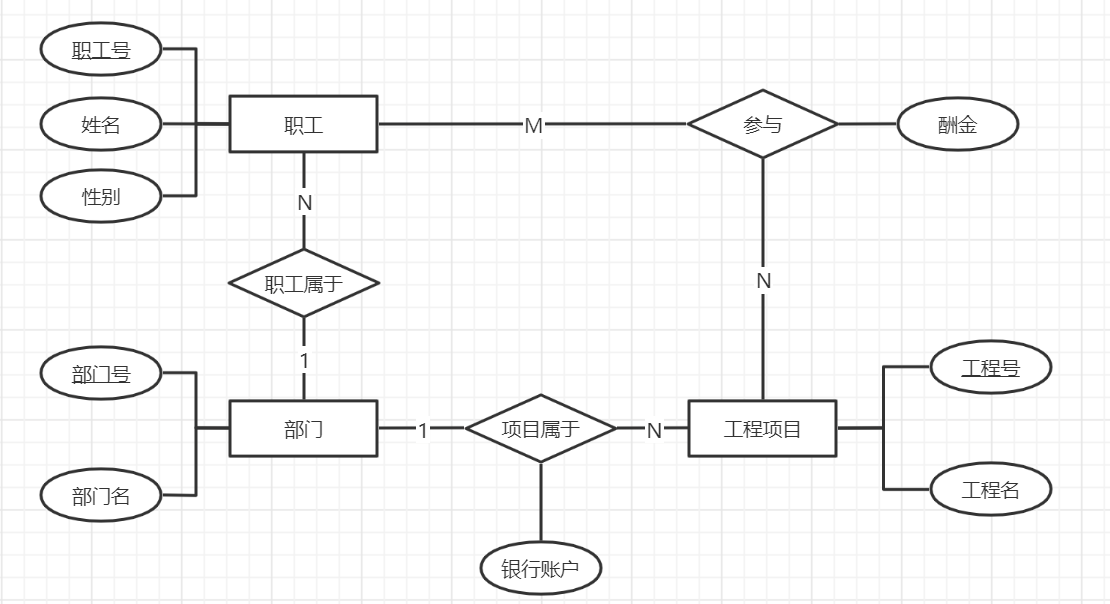 职工号
姓名
性别
职工
M
参与
酬金
N
职工属于
1
N
部门号
部门名
部门
1
项目属于
N
工程项目
工程号
工程名
银行账户